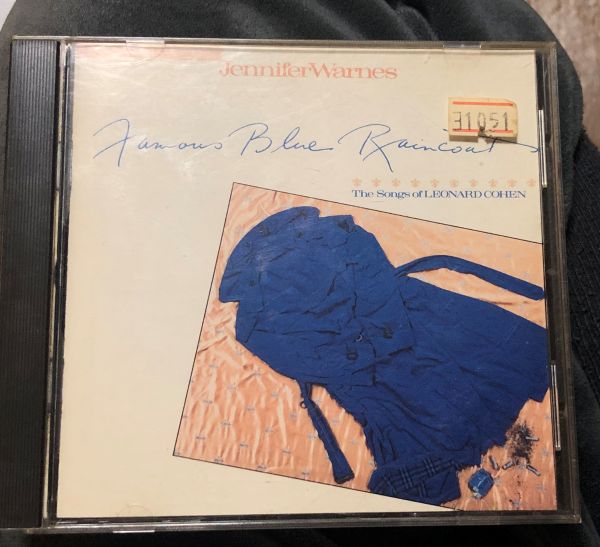 JenniferWarnes
31051
Famous Blue Raincoat
The Songs of LEONARD COHEN